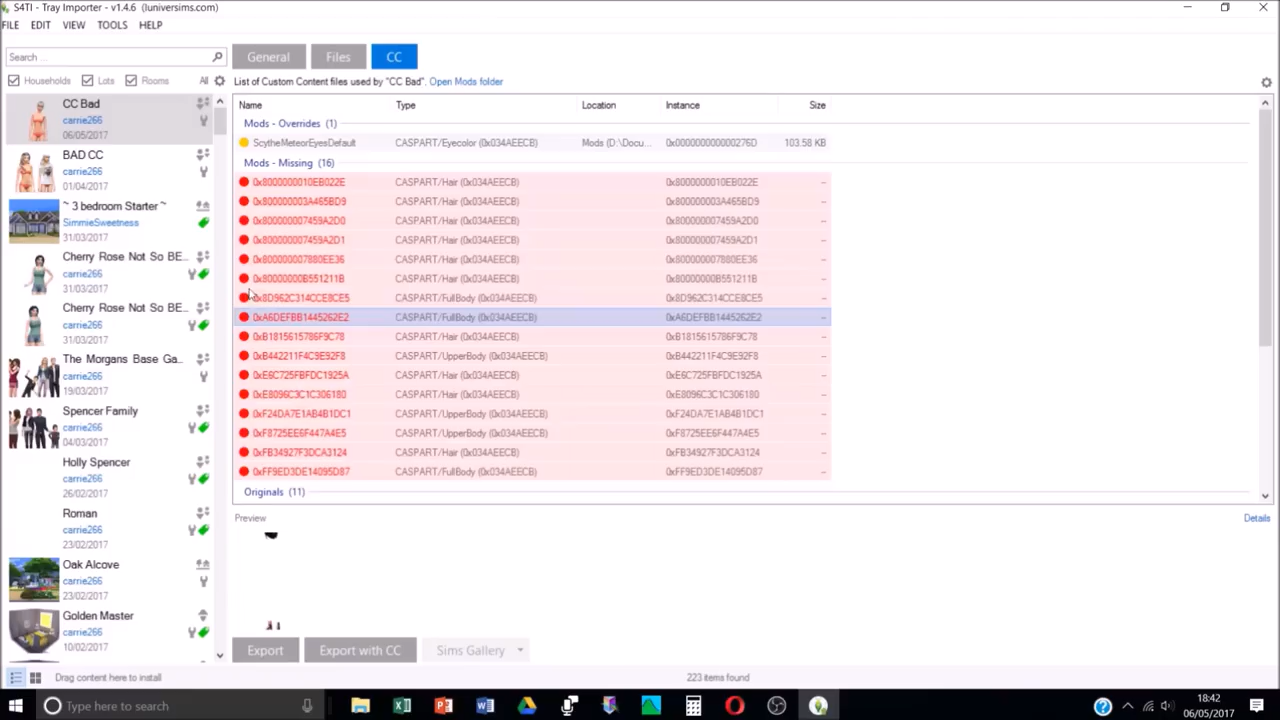 S4TI - Tray Importer - v1.4.6 (luniversims.com)
FILE EDIT VIEW TOOLS HELP
Search...
General Files CC
Households Lots Rooms All
List of Custom Content files used by "CC Bad". Open Mods folder
CC Bad
carrie266
06/05/2017
BAD CC
carrie266
01/04/2017
~ 3 bedroom Starter ~
SimmieSweetness
31/03/2017
Cherry Rose Not So BE...
carrie266
31/03/2017
Cherry Rose Not So BE...
carrie266
31/03/2017
The Morgans Base Ga...
carrie266
19/03/2017
Spencer Family
carrie266
04/03/2017
Holly Spencer
carrie266
26/02/2017
Roman
carrie266
23/02/2017
Oak Alcove
carrie266
23/02/2017
Golden Master
carrie266
10/02/2017
Name Type Location Instance Size
Mods - Overrides (1)
ScytheMeteorEyesDefault CASPART/Eyecolor (0x034AEECB) Mods (D:\Docu... 0x000000000000276D 103.58 KB
Mods - Missing (16)
0x8000000010EB022E CASPART/Hair (0x034AEECB) 0x8000000010EB022E --
0x800000003A465BD9 CASPART/Hair (0x034AEECB) 0x800000003A465BD9 --
0x800000007459A2D0 CASPART/Hair (0x034AEECB) 0x800000007459A2D0 --
0x800000007459A2D1 CASPART/Hair (0x034AEECB) 0x800000007459A2D1 --
0x800000007880EE36 CASPART/Hair (0x034AEECB) 0x800000007880EE36 --
0x80000000B551211B CASPART/Hair (0x034AEECB) 0x80000000B551211B --
0x8D962C314CCE8CE5 CASPART/FullBody (0x034AEECB) 0x8D962C314CCE8CE5 --
0xA6DEFBB1445262E2 CASPART/FullBody (0x034AEECB) 0xA6DEFBB1445262E2 --
0xB1815615786F9C78 CASPART/Hair (0x034AEECB) 0xB1815615786F9C78 --
0xB442211F4C9E92F8 CASPART/UpperBody (0x034AEECB) 0xB442211F4C9E92F8 --
0xE6C725FBFDC1925A CASPART/Hair (0x034AEECB) 0xE6C725FBFDC1925A --
0xE8096C3C1C306180 CASPART/Hair (0x034AEECB) 0xE8096C3C1C306180 --
0xF24DA7E1AB4B1DC1 CASPART/UpperBody (0x034AEECB) 0xF24DA7E1AB4B1DC1 --
0xF8725EE6F447A4E5 CASPART/UpperBody (0x034AEECB) 0xF8725EE6F447A4E5 --
0xFB34927F3DCA3124 CASPART/Hair (0x034AEECB) 0xFB34927F3DCA3124 --
0xFF9ED3DE14095D87 CASPART/FullBody (0x034AEECB) 0xFF9ED3DE14095D87 --
Originals (11)
Preview Details
Export Export with CC Sims Gallery
Drag content here to install 223 items found
Type here to search
18:42
06/05/2017